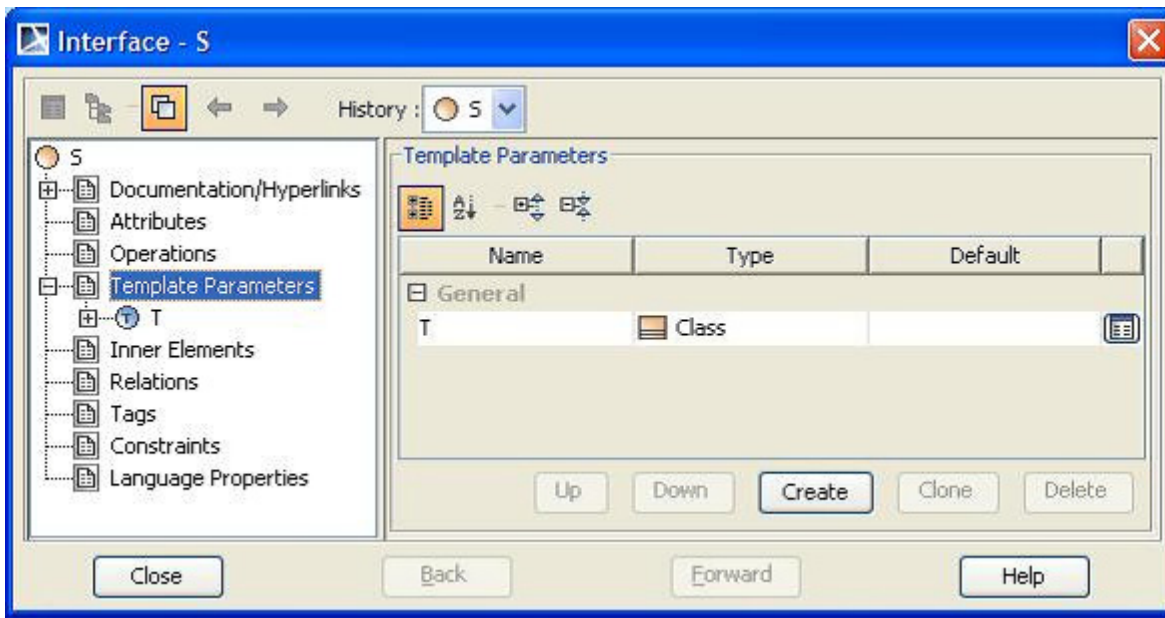 Interface - S
History : S
S
Documentation/Hyperlinks
Attributes
Operations
Template Parameters
T
Inner Elements
Relations
Tags
Constraints
Language Properties
Template Parameters
Name Type Default
General
T Class
Up Down Create Clone Delete
Close Back Forward Help